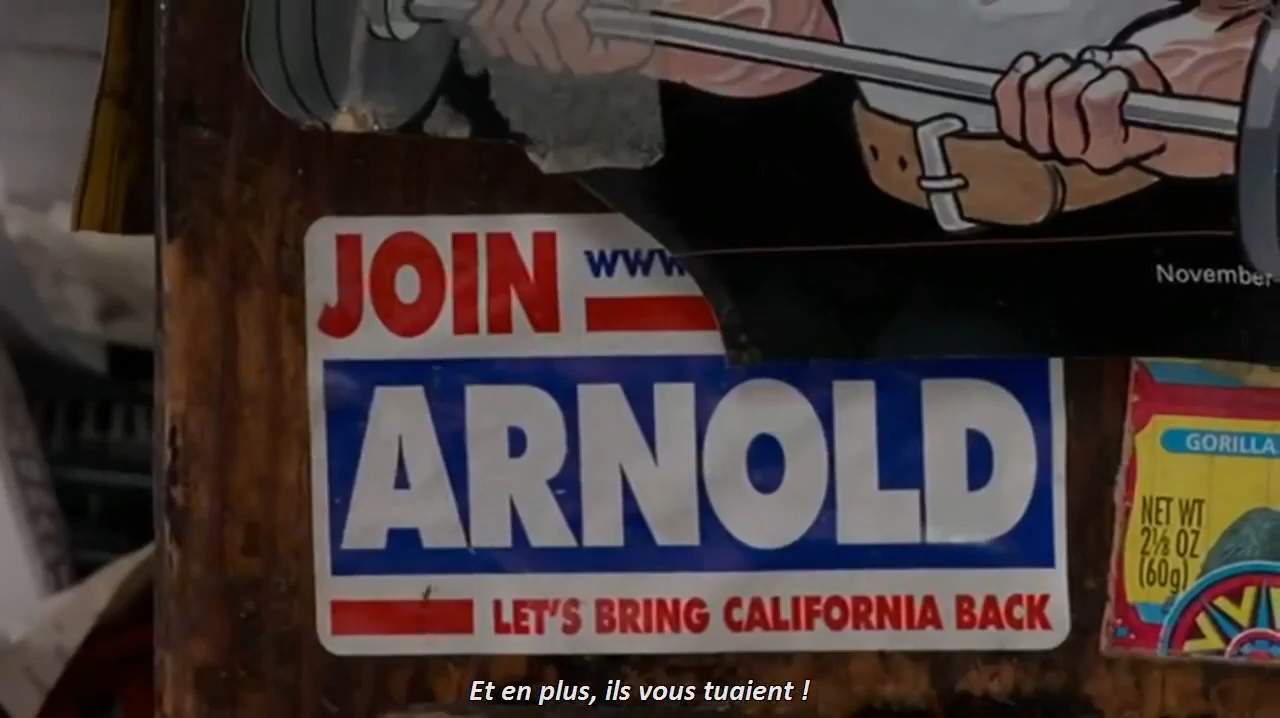 JOIN www
ARNOLD
LET'S BRING CALIFORNIA BACK
November
GORILLA
NET WT
2⅛ OZ
(60g)
Et en plus, ils vous tuaient !